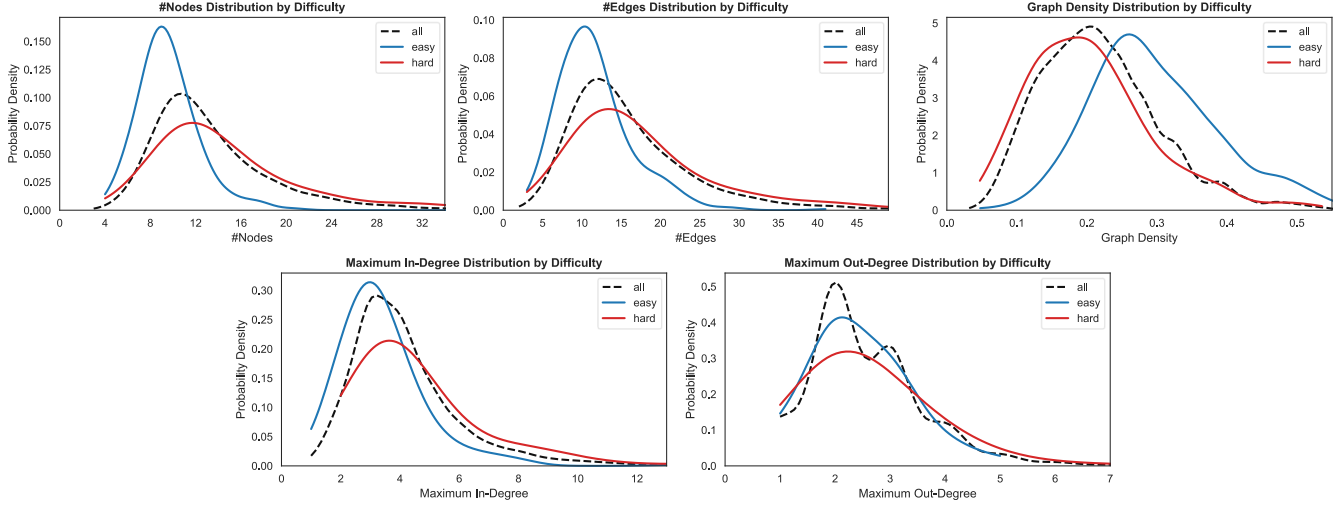 #Nodes Distribution by Difficulty
Probability Density
0.150
0.125
0.100
0.075
0.050
0.025
0.000
all
easy
hard
0 4 8 12 16 20 24 28 32
#Nodes
#Edges Distribution by Difficulty
Probability Density
0.10
0.08
0.06
0.04
0.02
0.00
all
easy
hard
0 5 10 15 20 25 30 35 40 45
#Edges
Graph Density Distribution by Difficulty
Probability Density
5
4
3
2
1
0
all
easy
hard
0.0 0.1 0.2 0.3 0.4 0.5
Graph Density
Maximum In-Degree Distribution by Difficulty
Probability Density
0.30
0.25
0.20
0.15
0.10
0.05
0.00
all
easy
hard
0 2 4 6 8 10 12
Maximum In-Degree
Maximum Out-Degree Distribution by Difficulty
Probability Density
0.5
0.4
0.3
0.2
0.1
0.0
all
easy
hard
0 1 2 3 4 5 6 7
Maximum Out-Degree